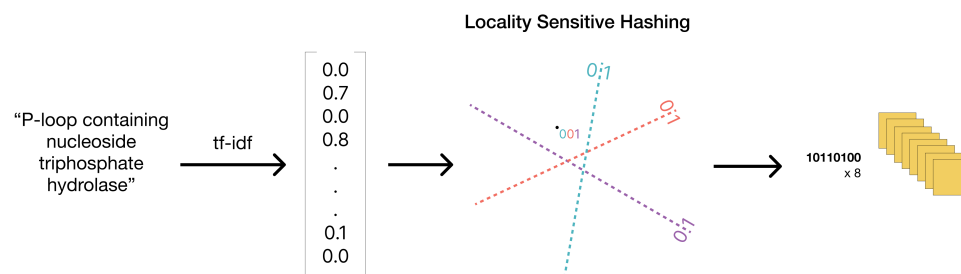 Locality Sensitive Hashing
“P-loop containing
nucleoside
triphosphate
hydrolase”
tf-idf
0.0
0.7
0.0
0.8
.
.
.
0.1
0.0
0:1
0:1
001
0:1
10110100
x 8